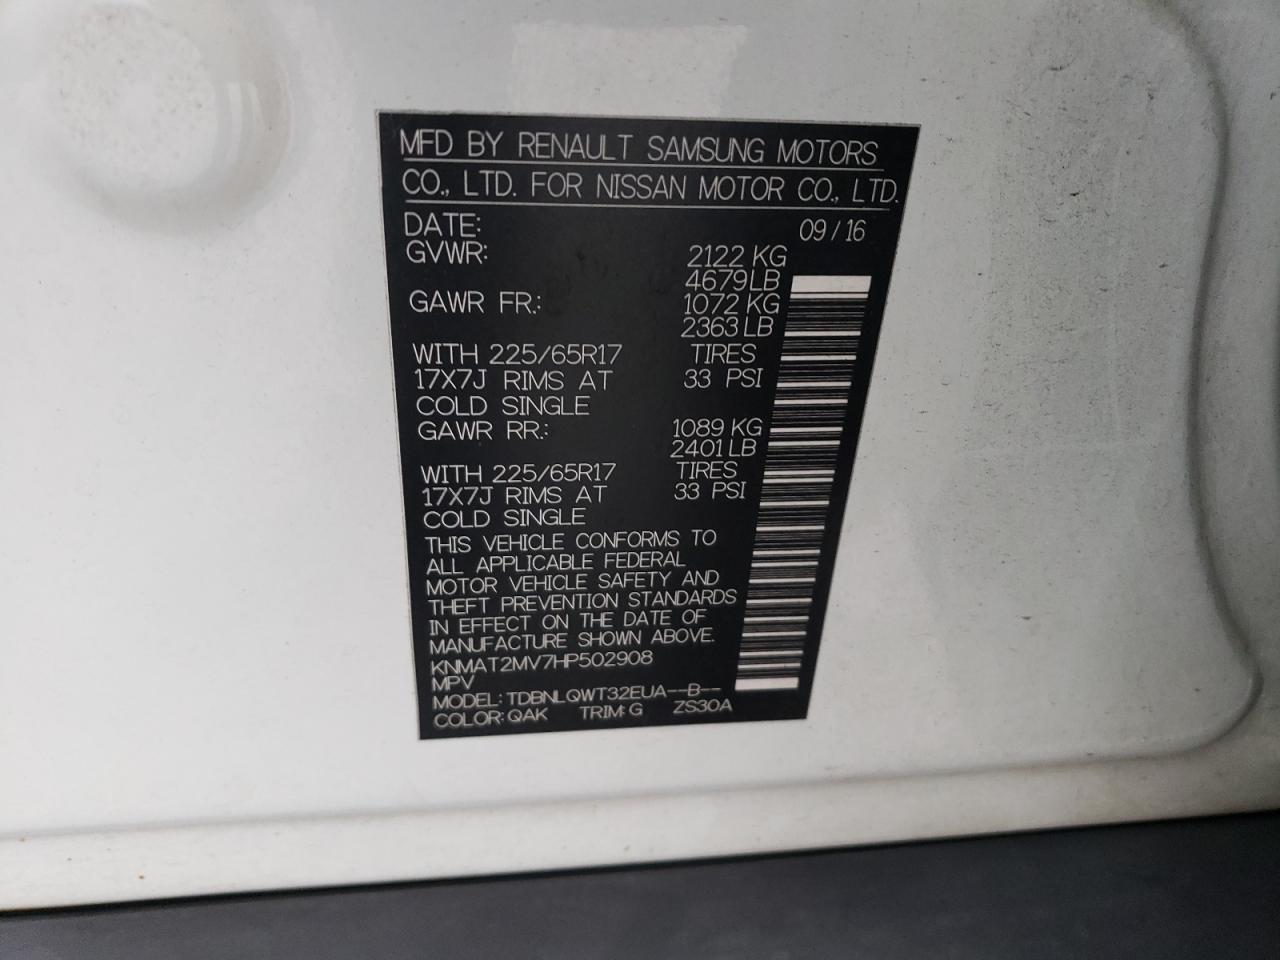 MFD BY RENAULT SAMSUNG MOTORS
CO., LTD. FOR NISSAN MOTOR CO., LTD.
DATE: 09/16
GVWR: 2122 KG
4679LB
GAWR FR.: 1072 KG
2363LB
WITH 225/65R17 TIRES
17X7J RIMS AT 33 PSI
COLD SINGLE
GAWR RR.: 1089 KG
2401LB
WITH 225/65R17 TIRES
17X7J RIMS AT 33 PSI
COLD SINGLE
THIS VEHICLE CONFORMS TO
ALL APPLICABLE FEDERAL
MOTOR VEHICLE SAFETY AND
THEFT PREVENTION STANDARDS
IN EFFECT ON THE DATE OF
MANUFACTURE SHOWN ABOVE.
KNMAT2MV7HP502908
MPV
MODEL: TDBNLQWT32EUA--B--
COLOR: QAK TRIM: G ZS30A